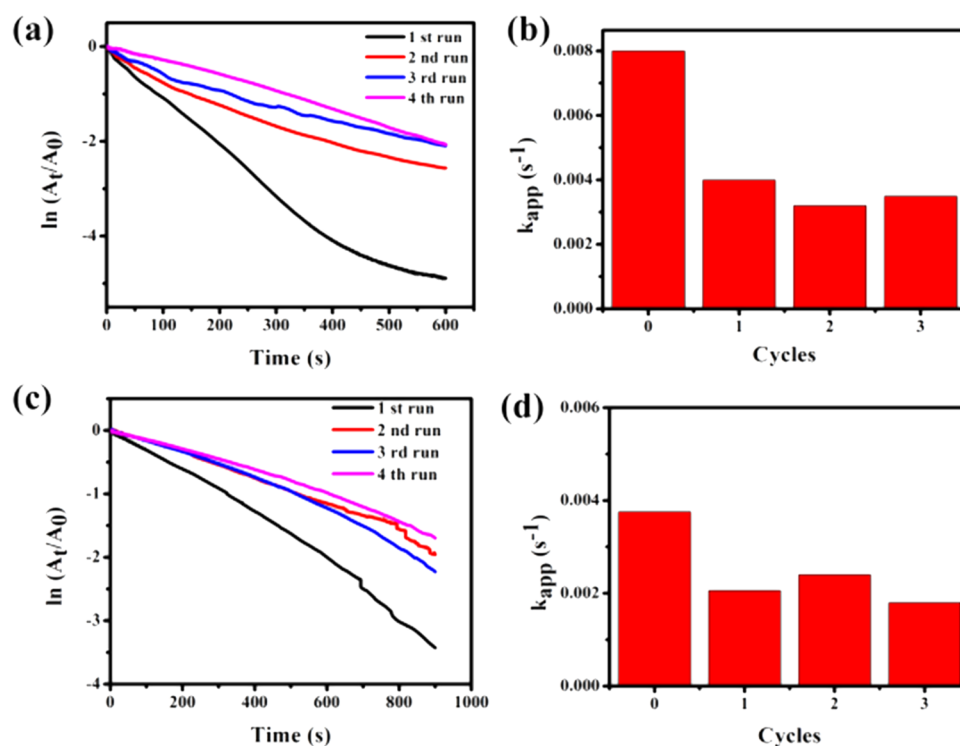 (a)
ln (At/A0)
0
-2
-4
1 st run
2 nd run
3 rd run
4 th run
0 100 200 300 400 500 600
Time (s)
(b)
kapp (s-1)
0.008
0.006
0.004
0.002
0.000
0 1 2 3
Cycles
(c)
ln (At/A0)
0
-1
-2
-3
-4
1 st run
2 nd run
3 rd run
4 th run
0 200 400 600 800 1000
Time (s)
(d)
kapp (s-1)
0.006
0.004
0.002
0.000
0 1 2 3
Cycles